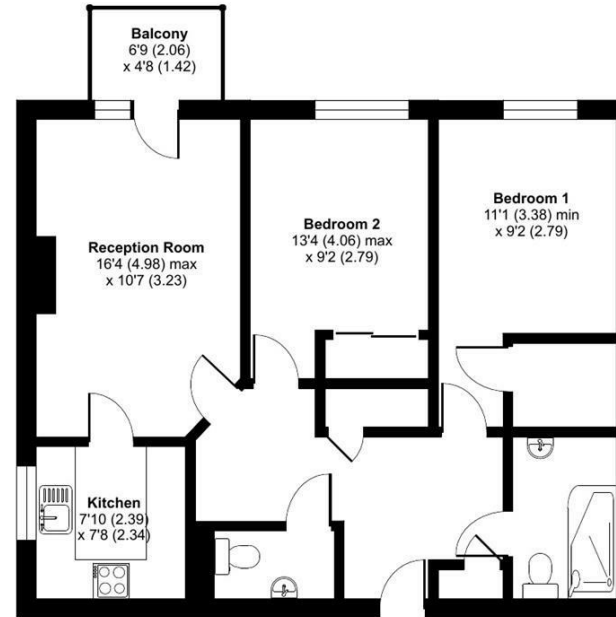 Balcony
6'9 (2.06)
x 4'8 (1.42)
Reception Room
16'4 (4.98) max
x 10'7 (3.23)
Bedroom 2
13'4 (4.06) max
x 9'2 (2.79)
Bedroom 1
11'1 (3.38) min
x 9'2 (2.79)
Kitchen
7'10 (2.39)
x 7'8 (2.34)